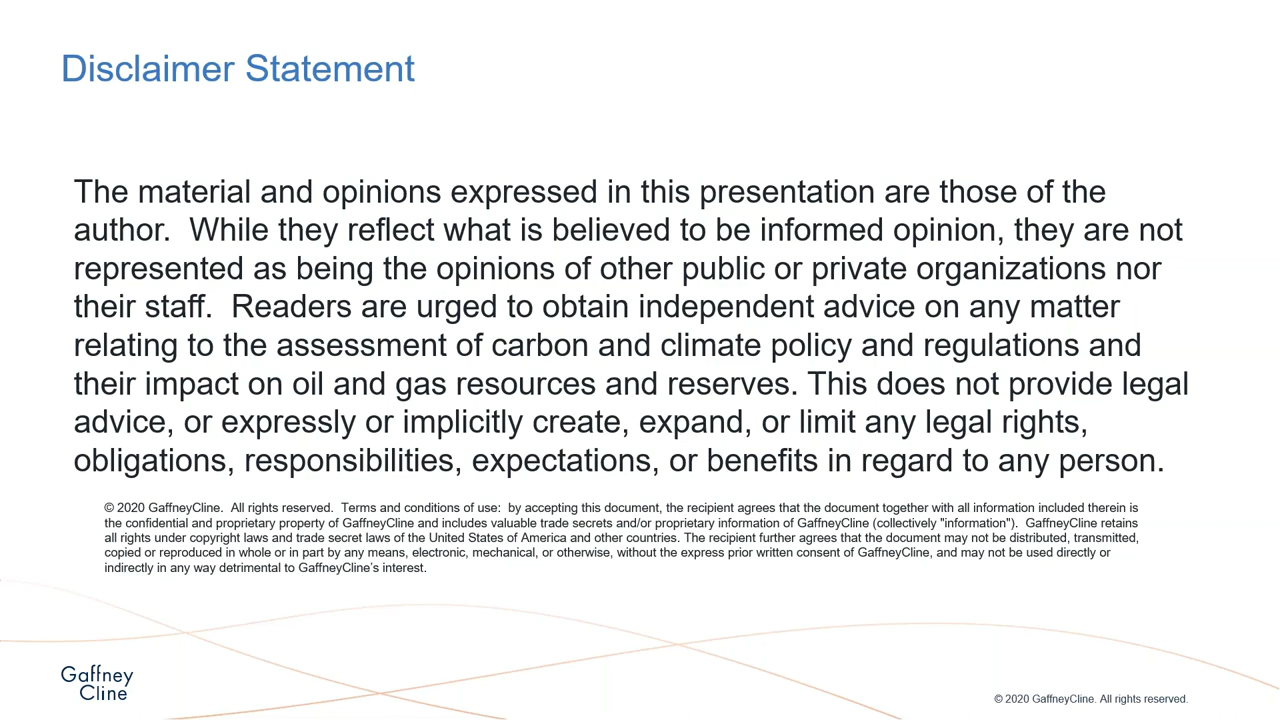 Disclaimer Statement
The material and opinions expressed in this presentation are those of the
author.  While they reflect what is believed to be informed opinion, they are not
represented as being the opinions of other public or private organizations nor
their staff.  Readers are urged to obtain independent advice on any matter
relating to the assessment of carbon and climate policy and regulations and
their impact on oil and gas resources and reserves. This does not provide legal
advice, or expressly or implicitly create, expand, or limit any legal rights,
obligations, responsibilities, expectations, or benefits in regard to any person.
© 2020 GaffneyCline.  All rights reserved.  Terms and conditions of use:  by accepting this document, the recipient agrees that the document together with all information included therein is
the confidential and proprietary property of GaffneyCline and includes valuable trade secrets and/or proprietary information of GaffneyCline (collectively "information").  GaffneyCline retains
all rights under copyright laws and trade secret laws of the United States of America and other countries. The recipient further agrees that the document may not be distributed, transmitted,
copied or reproduced in whole or in part by any means, electronic, mechanical, or otherwise, without the express prior written consent of GaffneyCline, and may not be used directly or
indirectly in any way detrimental to GaffneyCline’s interest.
Gaffney
Cline
© 2020 GaffneyCline. All rights reserved.